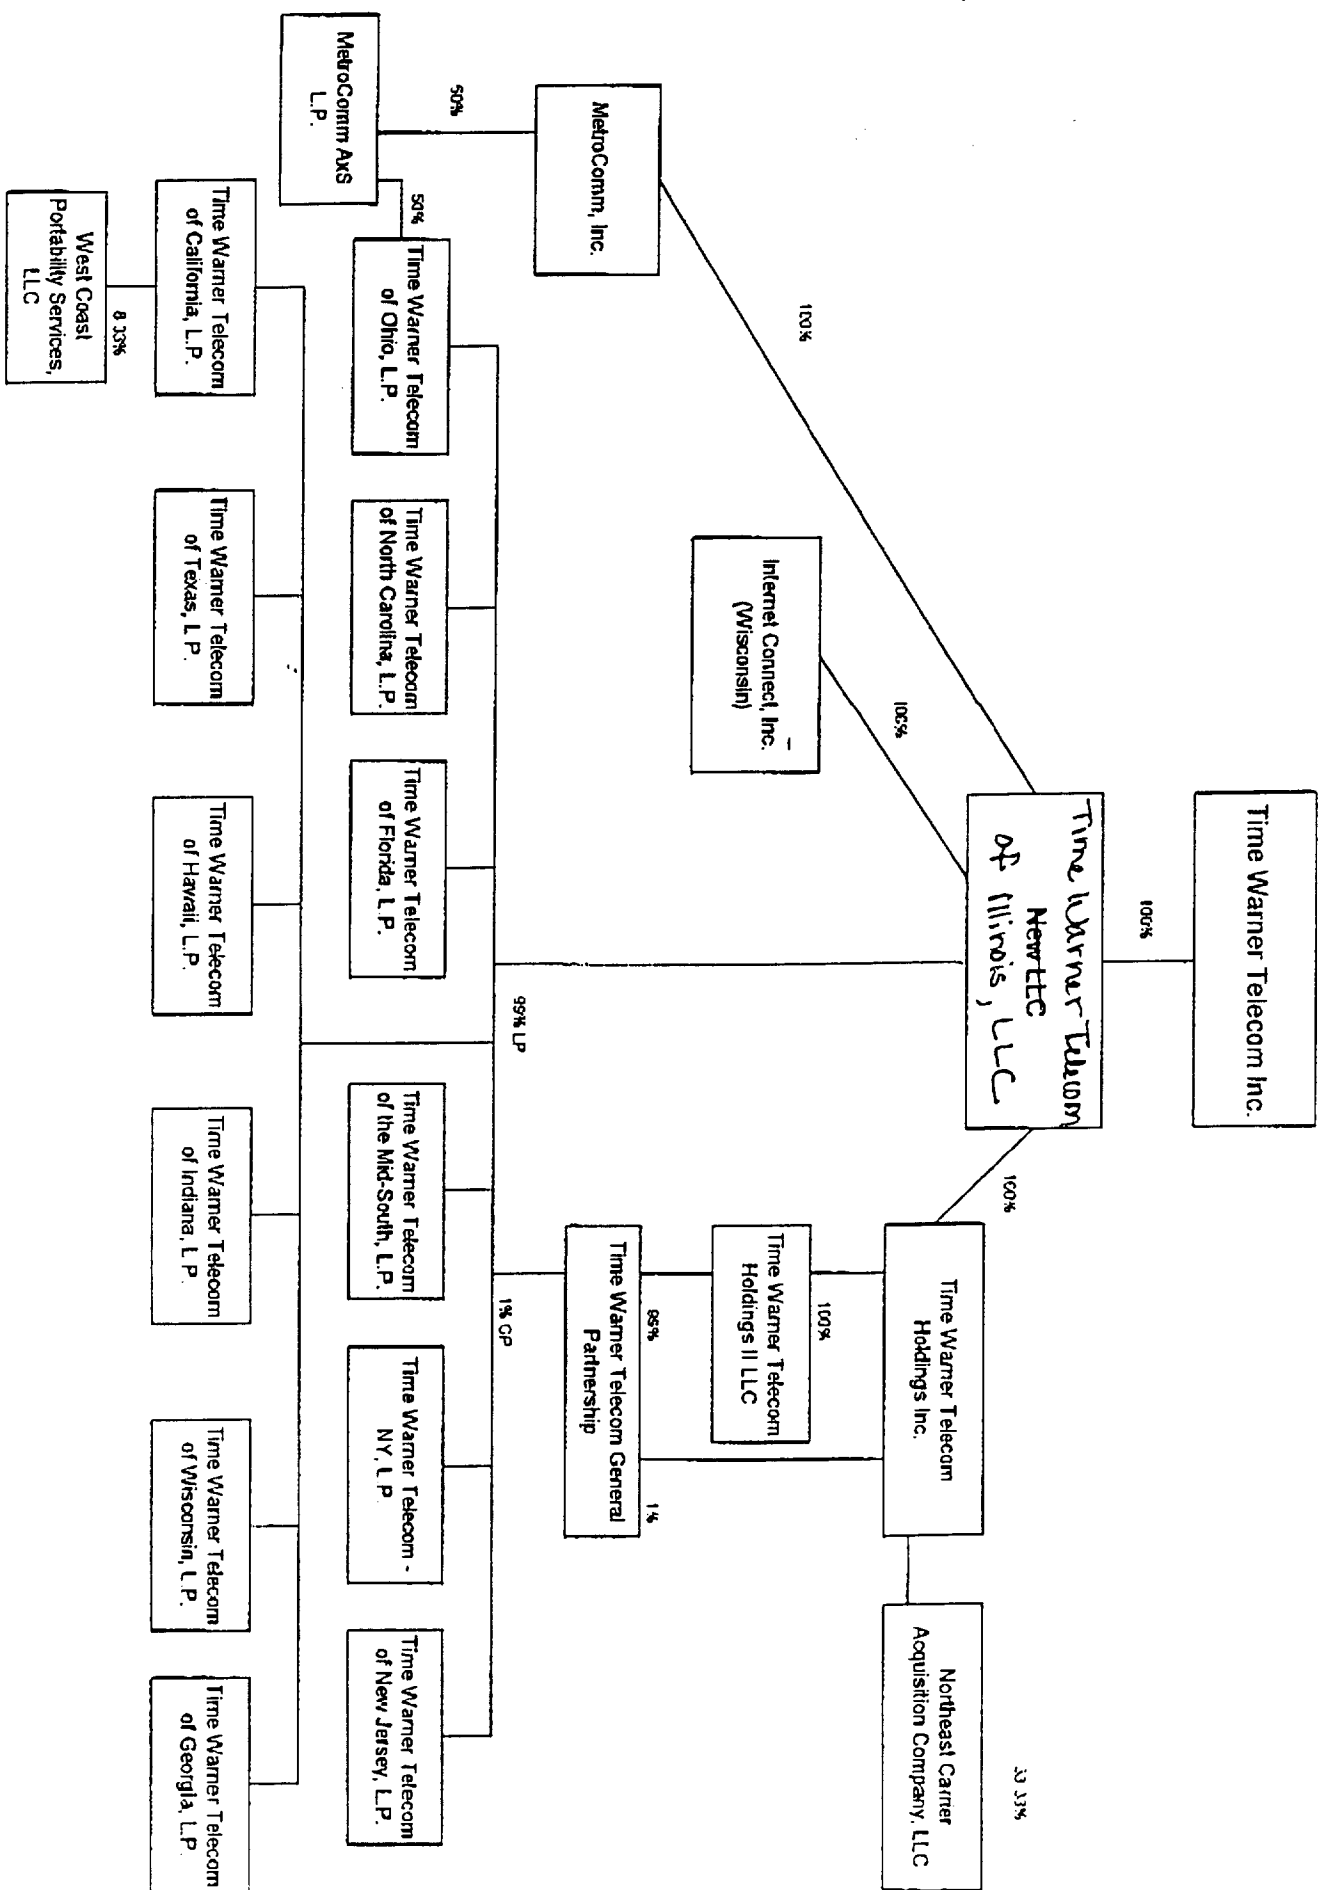 Time Warner Telecom Inc.
100%
Time Warner Telecom
New LLC
of Illinois, LLC
100%
100%
100%
MetroComm, Inc.
Internet Connect, Inc.
(Wisconsin)
Time Warner Telecom
Holdings Inc.
Northeast Carrier
Acquisition Company, LLC
33.33%
100%
Time Warner Telecom
Holdings II LLC
99%
1%
Time Warner Telecom General
Partnership
50%
99% LP
1% GP
MetroComm AxS
L.P.
50%
Time Warner Telecom
of Ohio, L.P.
Time Warner Telecom
of North Carolina, L.P.
Time Warner Telecom
of Florida, L.P.
Time Warner Telecom
of the Mid-South, L.P.
Time Warner Telecom -
NY, L.P.
Time Warner Telecom
of New Jersey, L.P.
Time Warner Telecom
of California, L.P.
Time Warner Telecom
of Texas, L.P.
Time Warner Telecom
of Hawaii, L.P.
Time Warner Telecom
of Indiana, L.P.
Time Warner Telecom
of Wisconsin, L.P.
Time Warner Telecom
of Georgia, L.P.
8.33%
West Coast
Portability Services,
LLC